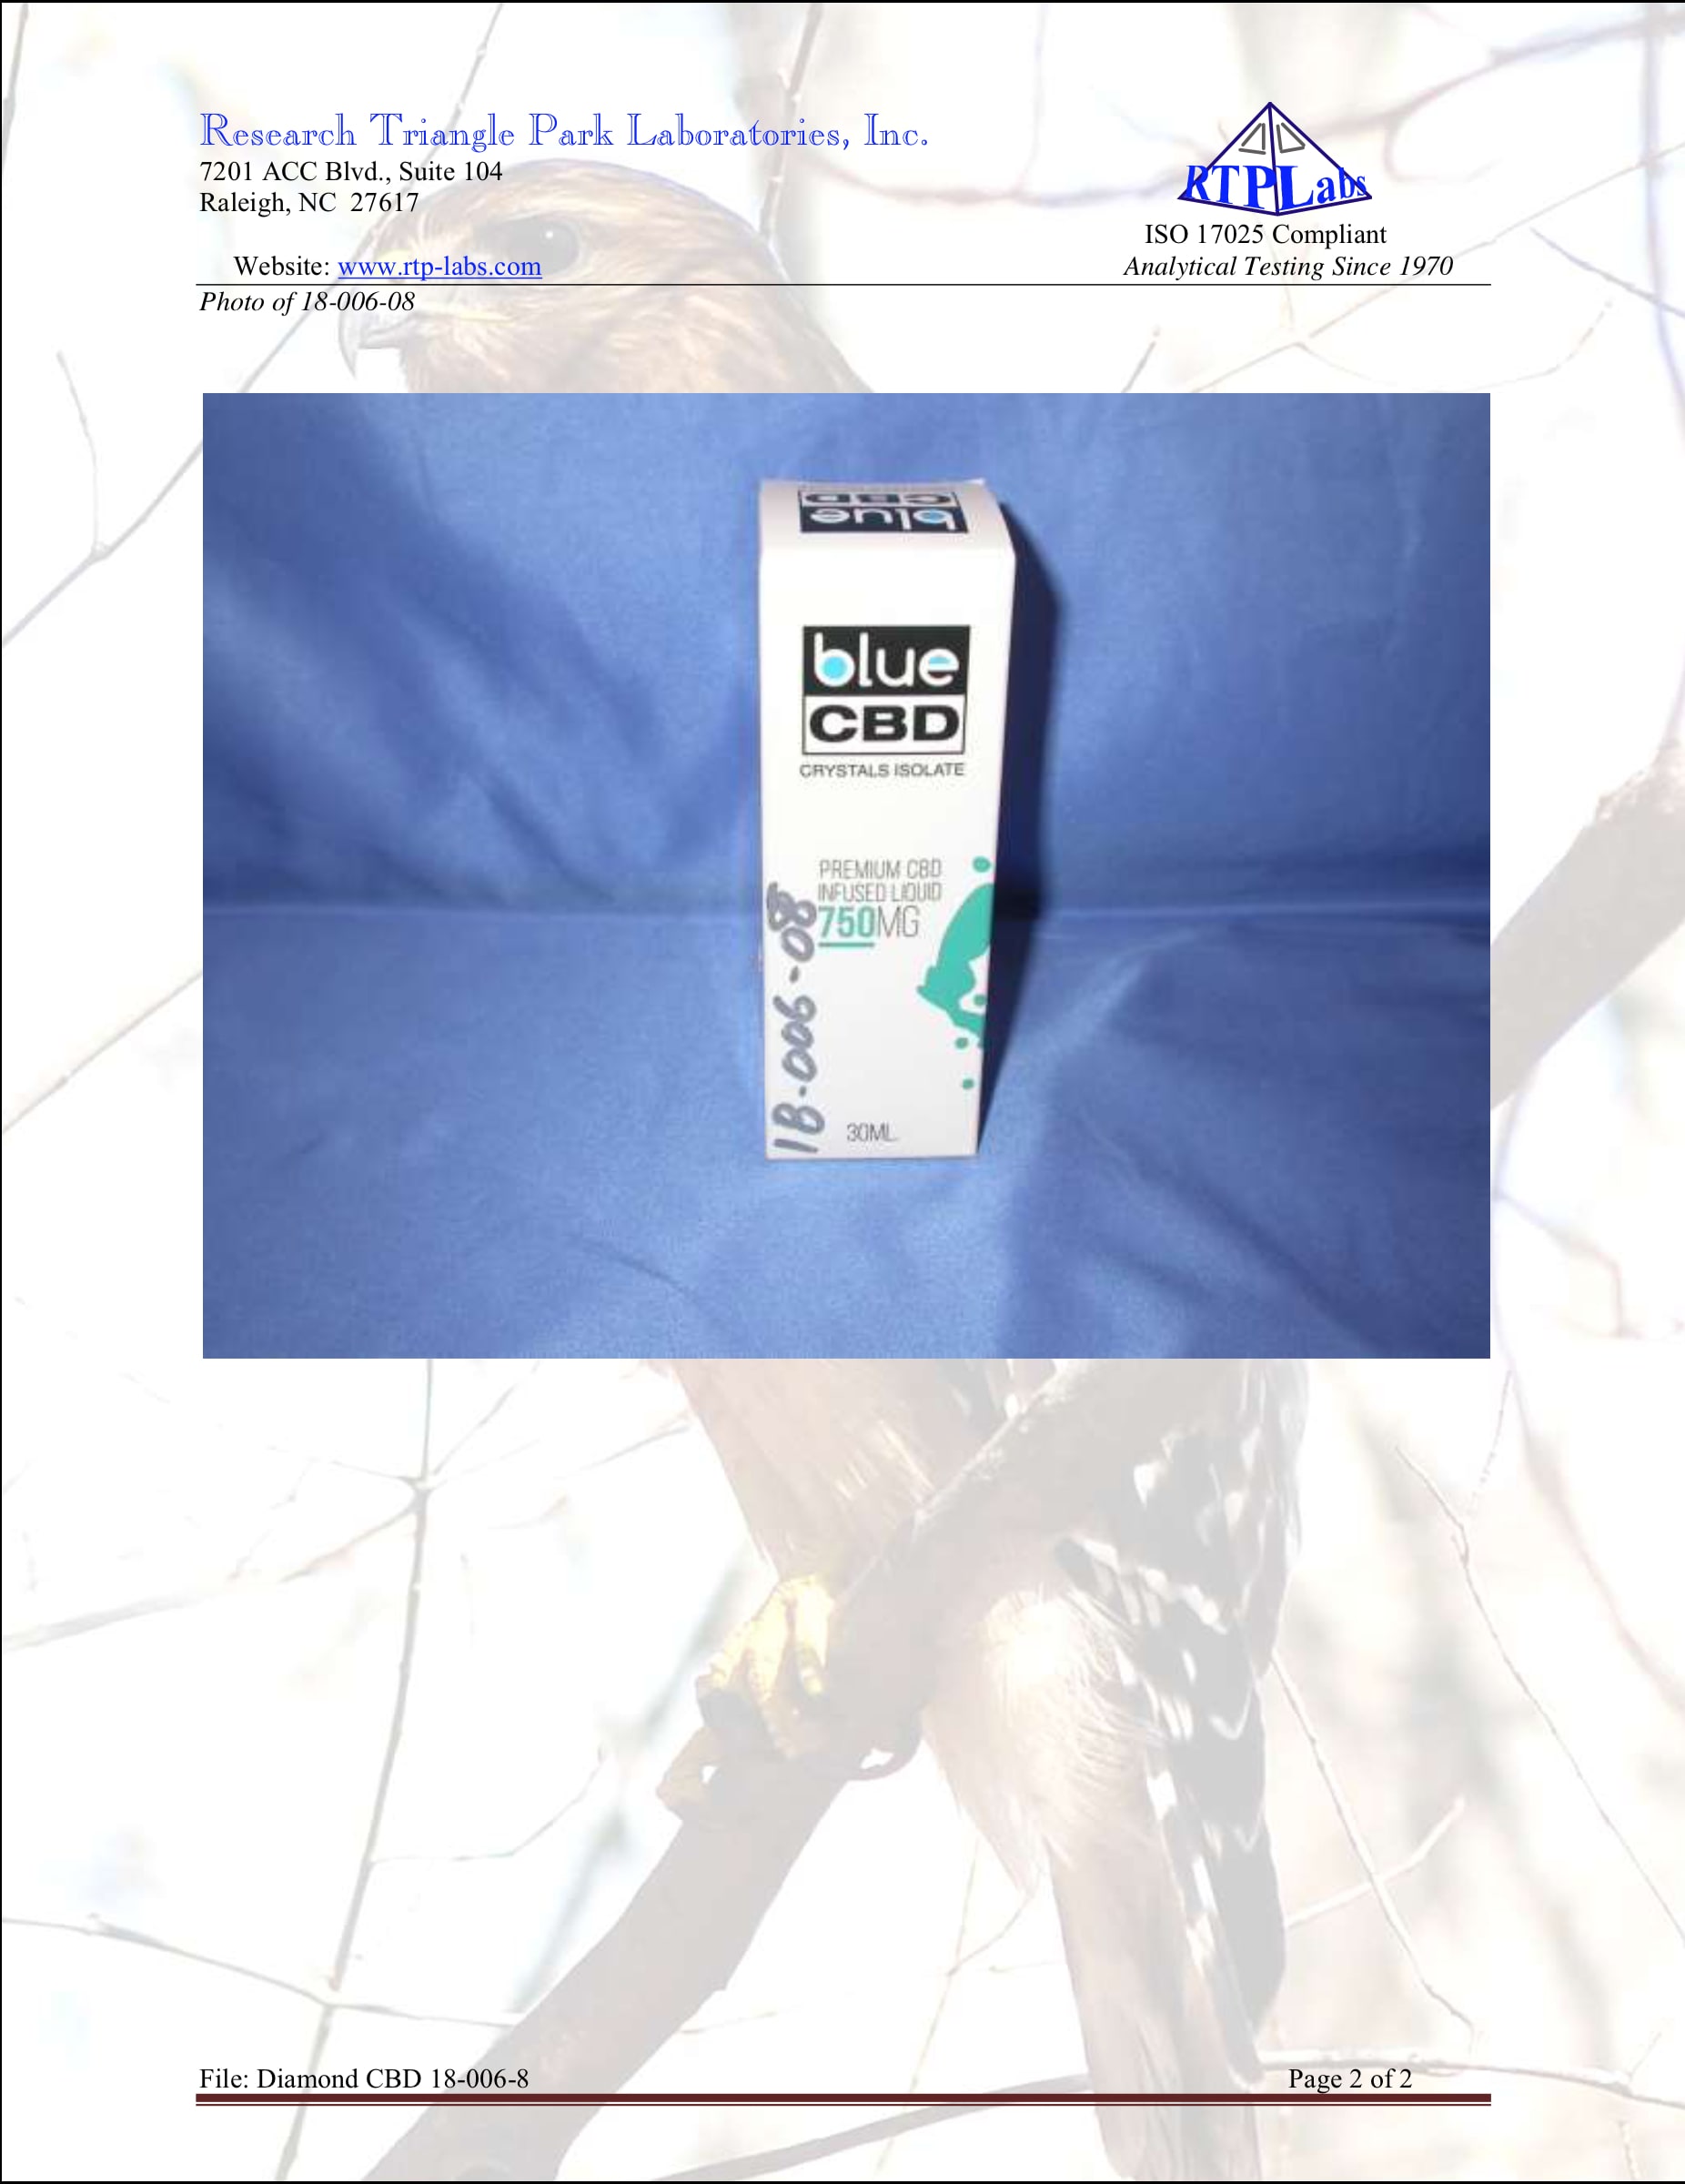 Research Triangle Park Laboratories, Inc.
7201 ACC Blvd., Suite 104
Raleigh, NC 27617
Website: www.rtp-labs.com
RTP Labs
ISO 17025 Compliant
Analytical Testing Since 1970
Photo of 18-006-08
blue
CBD
blue
CBD
CRYSTALS ISOLATE
PREMIUM CBD
INFUSED LIQUID
750MG
18-006-08
30ML
File: Diamond CBD 18-006-8
Page 2 of 2